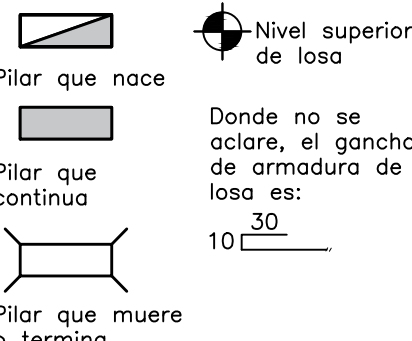 Pilar que nace
Pilar que
continua
Pilar que muere
o termina
Nivel superior
de losa
Donde no se
aclare, el gancho
de armadura de
losa es:
30
10